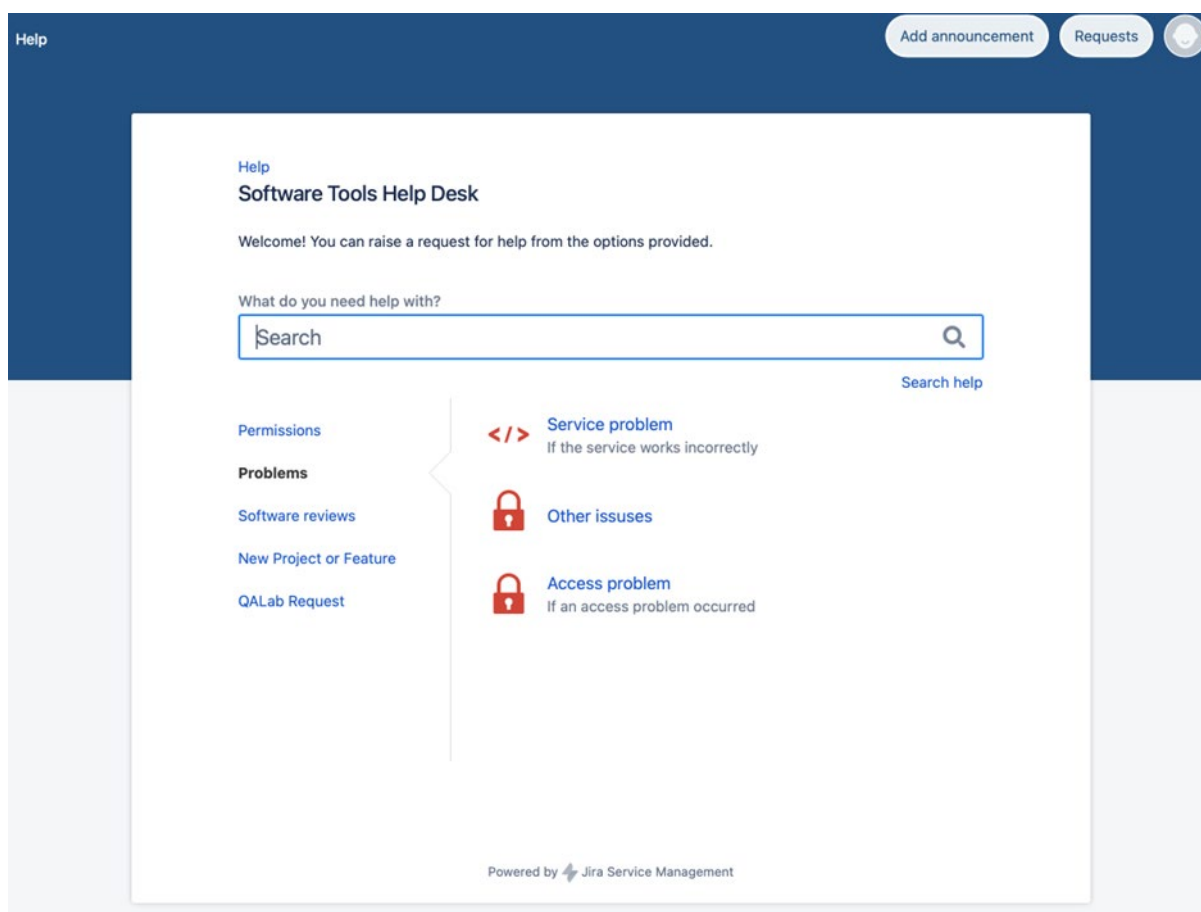 Help
Add announcement
Requests
Help
Software Tools Help Desk
Welcome! You can raise a request for help from the options provided.
What do you need help with?
Search
Search help
Permissions
Problems
Software reviews
New Project or Feature
QALab Request
</> Service problem
If the service works incorrectly
Other issuses
Access problem
If an access problem occurred
Powered by Jira Service Management